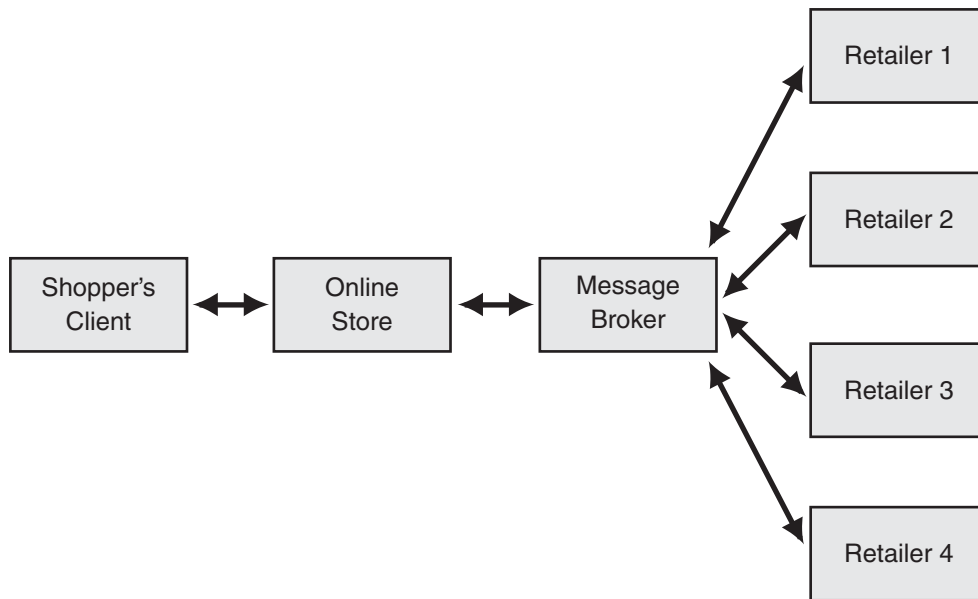 Retailer 1
Retailer 2
Shopper’s
Client
Online
Store
Message
Broker
Retailer 3
Retailer 4